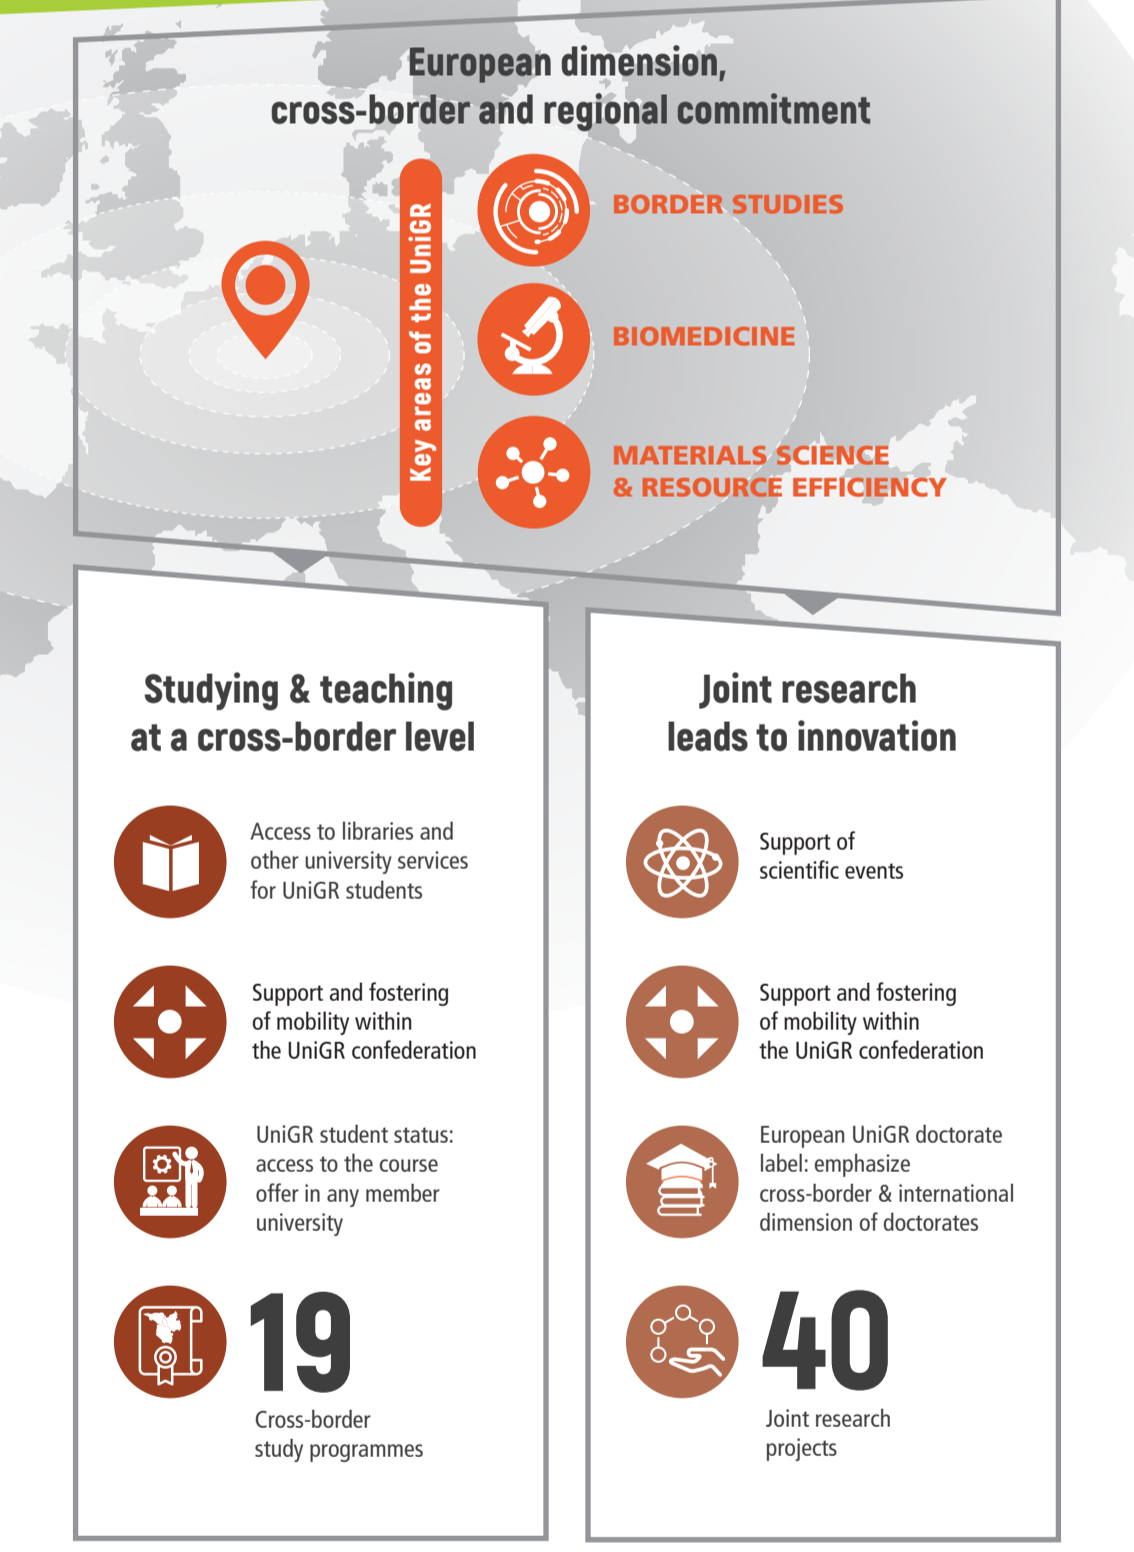 European dimension,
cross-border and regional commitment
Key areas of the UniGR
BORDER STUDIES
BIOMEDICINE
MATERIALS SCIENCE
& RESOURCE EFFICIENCY
Studying & teaching
at a cross-border level
Access to libraries and
other university services
for UniGR students
Support and fostering
of mobility within
the UniGR confederation
UniGR student status:
access to the course
offer in any member
university
19
Cross-border
study programmes
Joint research
leads to innovation
Support of
scientific events
Support and fostering
of mobility within
the UniGR confederation
European UniGR doctorate
label: emphasize
cross-border & international
dimension of doctorates
40
Joint research
projects